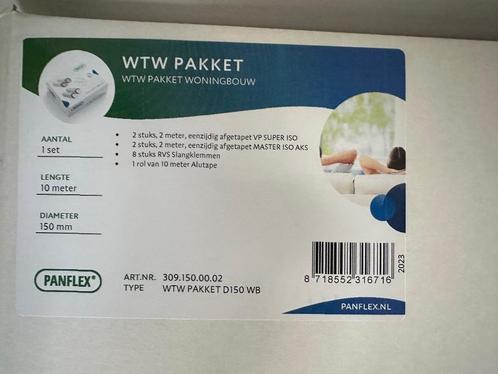 WTW PAKKET
WTW PAKKET WONINGBOUW
AANTAL
1 set
LENGTE
10 meter
DIAMETER
150 mm
• 2 stuks, 2 meter, eenzijdig afgetapet VP SUPER ISO
• 2 stuks, 2 meter, eenzijdig afgetapet MASTER ISO AKS
• 8 stuks RVS Slangklemmen
• 1 rol van 10 meter Alutape
PANFLEX®
ART.NR. 309.150.00.02
TYPE WTW PAKKET D150 WB
8 718552 316716
2023
PANFLEX.NL